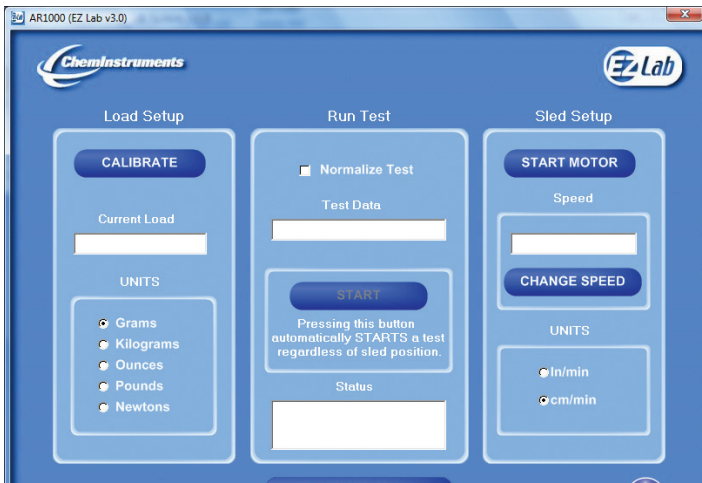 AR1000 (EZ Lab v3.0)
ChemInstruments
EZ Lab
Load Setup
CALIBRATE
Current Load
UNITS
Grams
Kilograms
Ounces
Pounds
Newtons
Run Test
Normalize Test
Test Data
START
Pressing this button
automatically STARTS a test
regardless of sled position.
Status
Sled Setup
START MOTOR
Speed
CHANGE SPEED
UNITS
In/min
cm/min